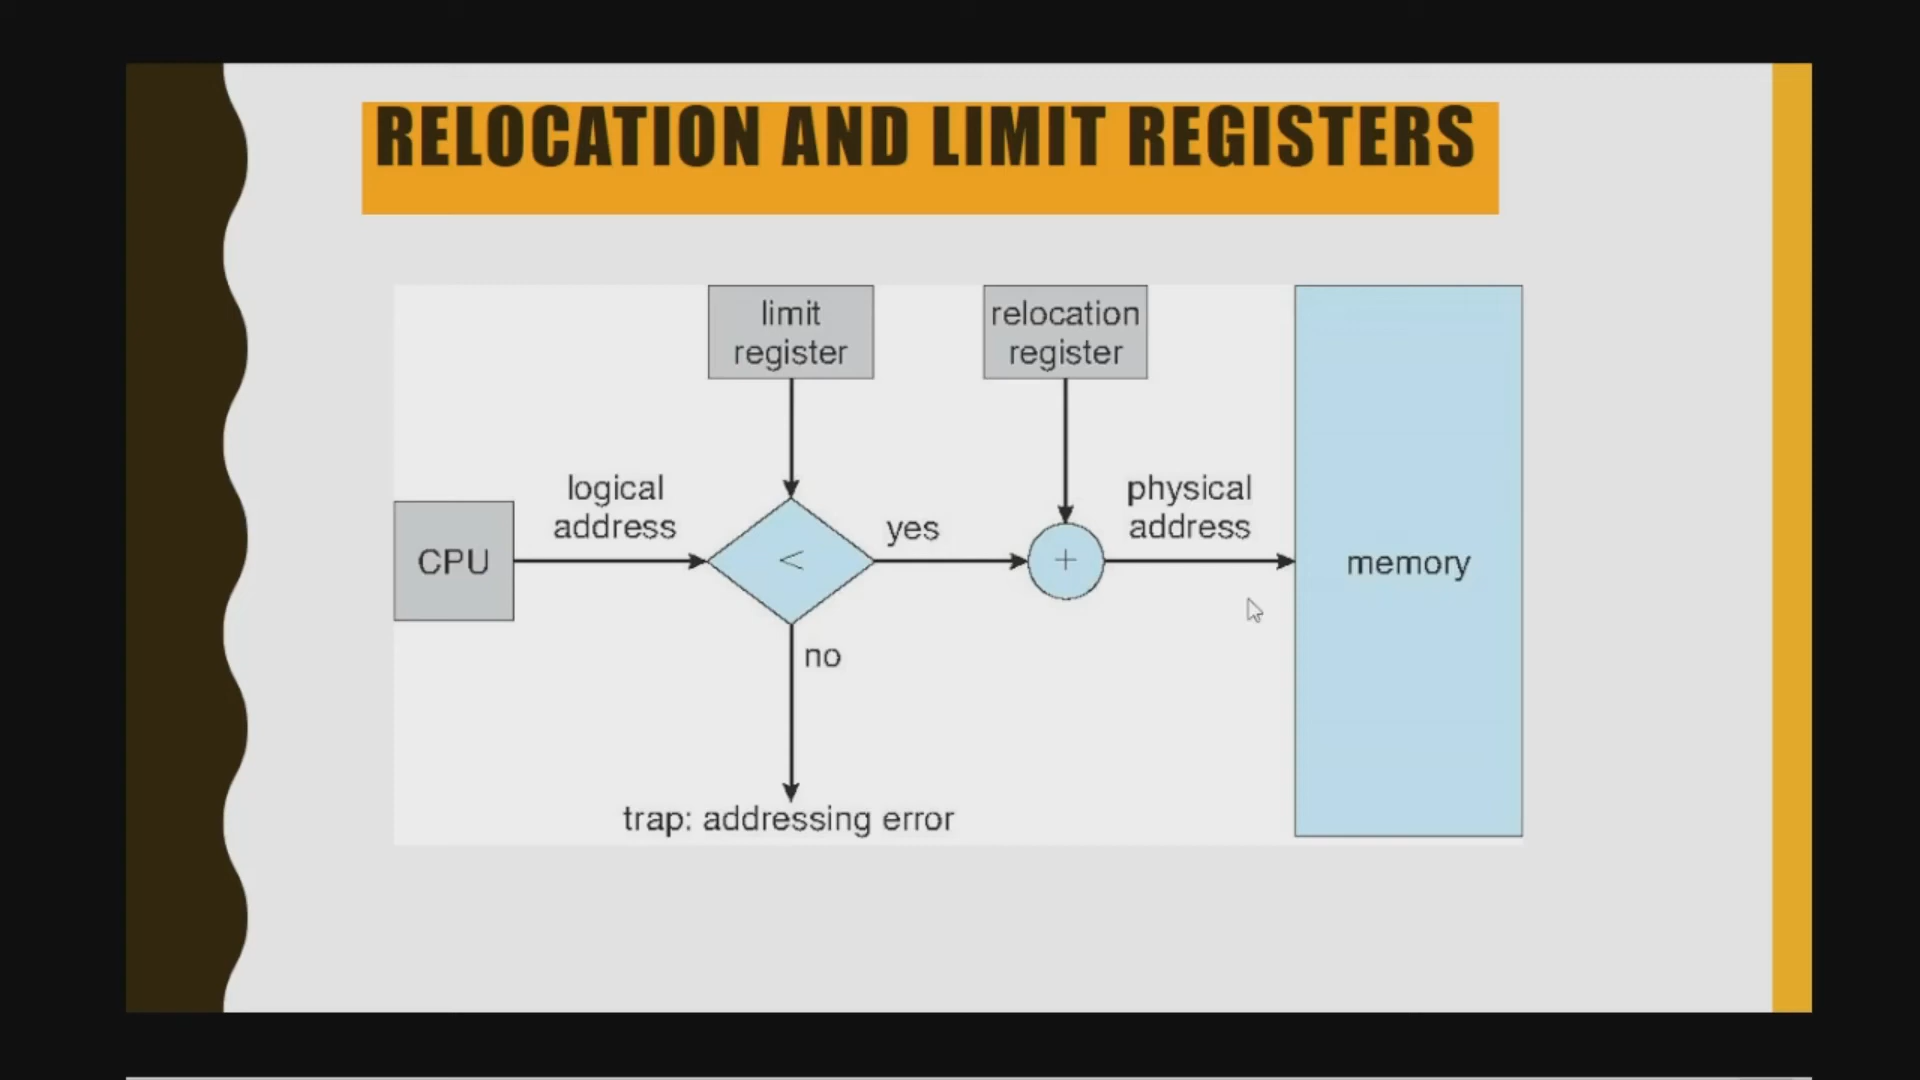 RELOCATION AND LIMIT REGISTERS
limit
register
relocation
register
logical
address
physical
address
CPU
<
yes
+
memory
no
trap: addressing error